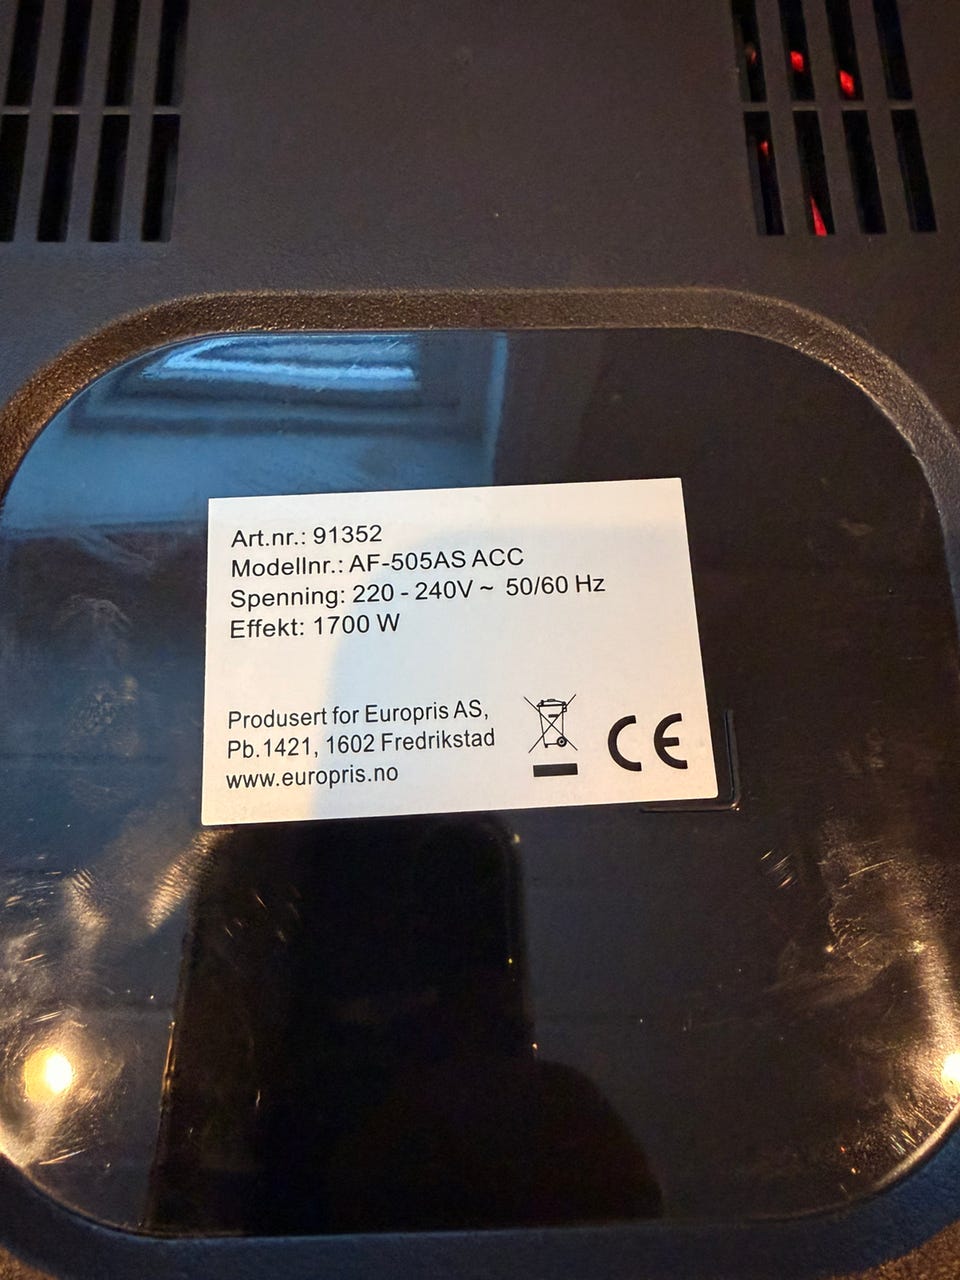 Art.nr.: 91352
Modellnr.: AF-505AS ACC
Spenning: 220 - 240V ~ 50/60 Hz
Effekt: 1700 W
Produsert for Europris AS,
Pb.1421, 1602 Fredrikstad
www.europris.no
CE